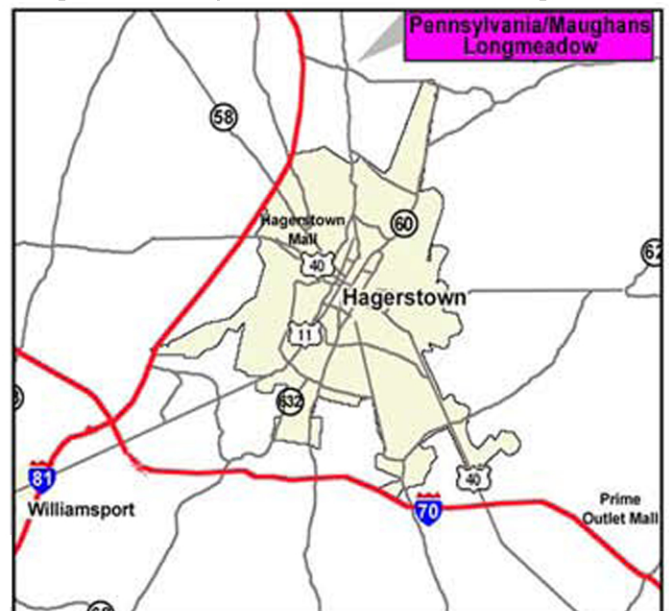 Pennsylvania/Maughans
Longmeadow
58
60
Hagerstown
Mall
40
62
Hagerstown
11
632
81
40
70
Williamsport
Prime
Outlet Mall